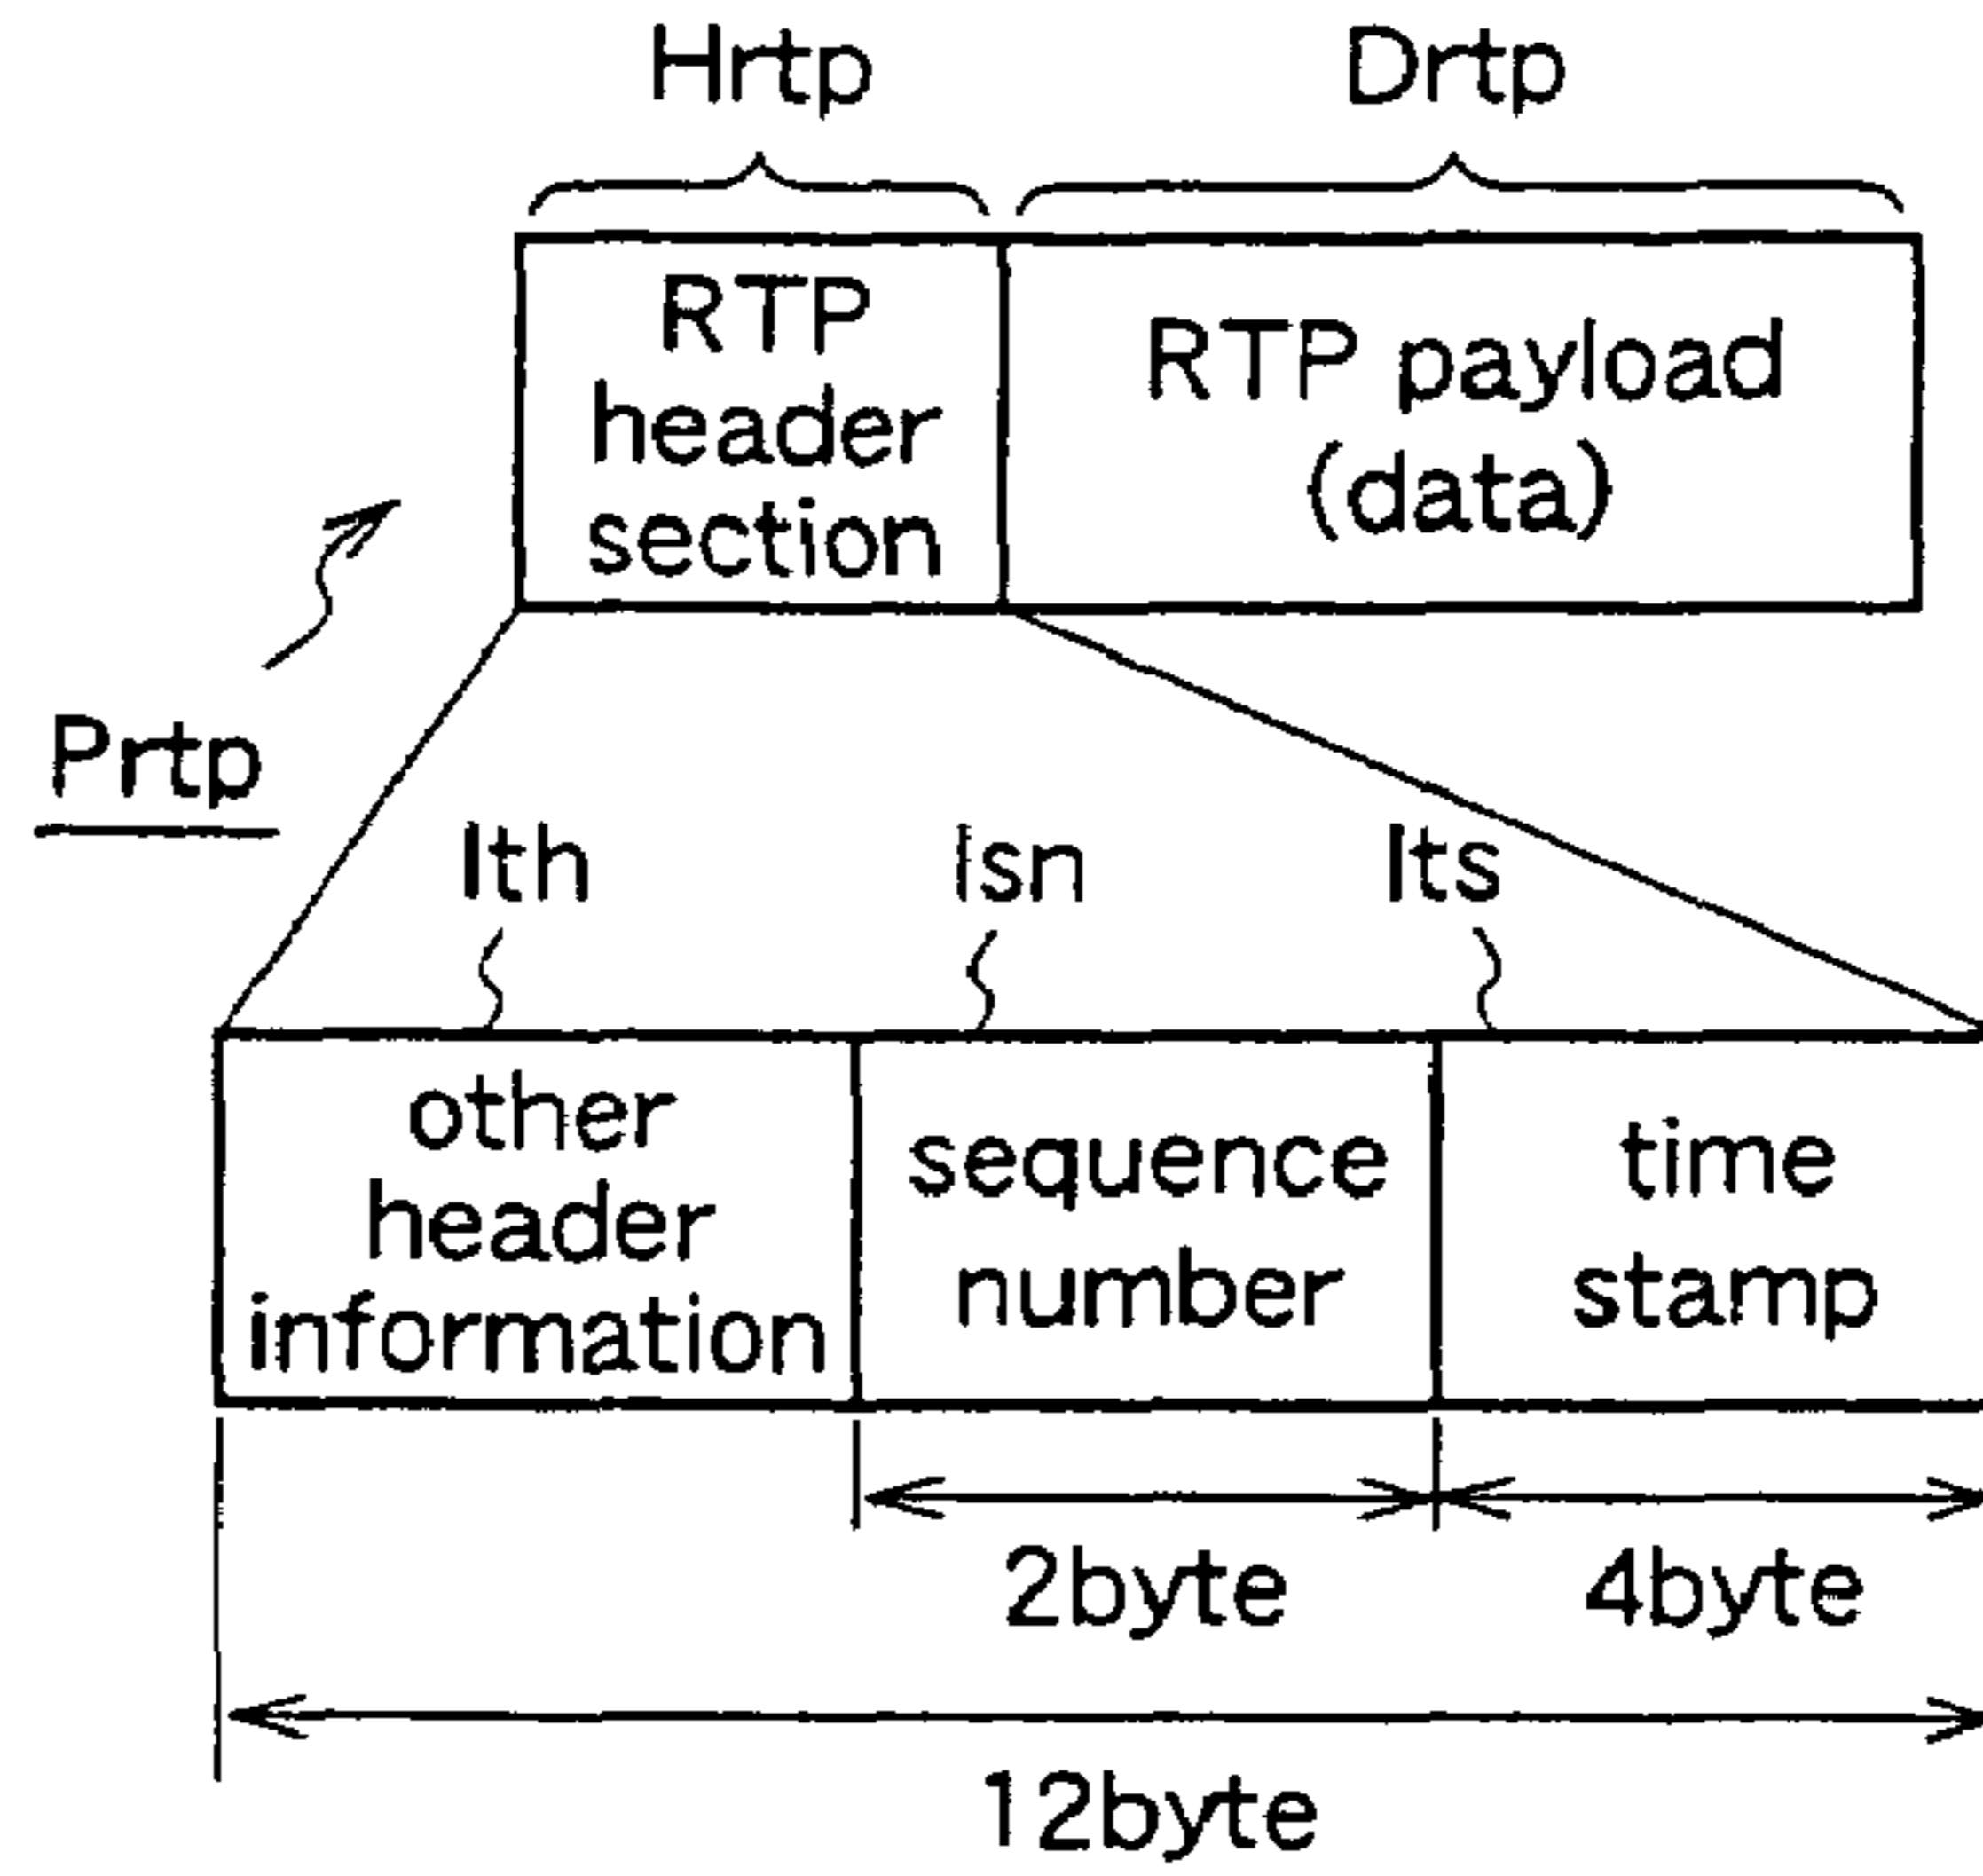 Hrtp Drtp
RTP
header
section
RTP payload
(data)
Prtp
Ith Isn Its
other
header
information
sequence
number
time
stamp
2byte 4byte
12byte